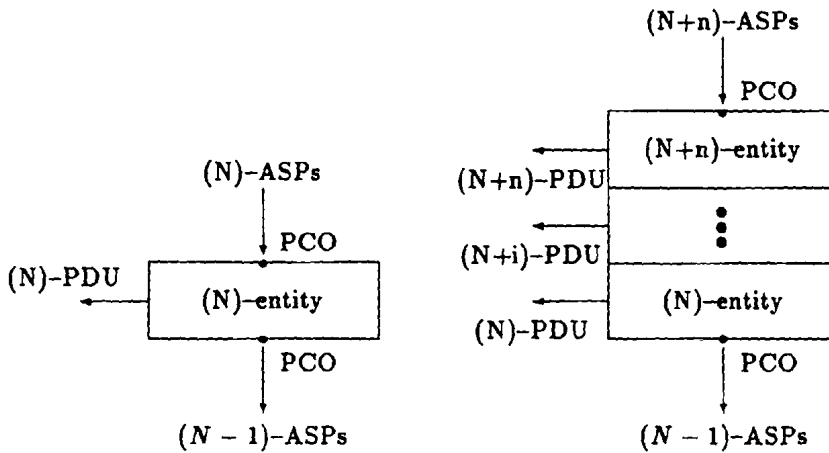 (N)-ASPs
PCO
(N)-PDU
(N)-entity
PCO
(N − 1)-ASPs
(N+n)-ASPs
PCO
(N+n)-entity
(N+n)-PDU
(N+i)-PDU
(N)-entity
(N)-PDU
PCO
(N − 1)-ASPs